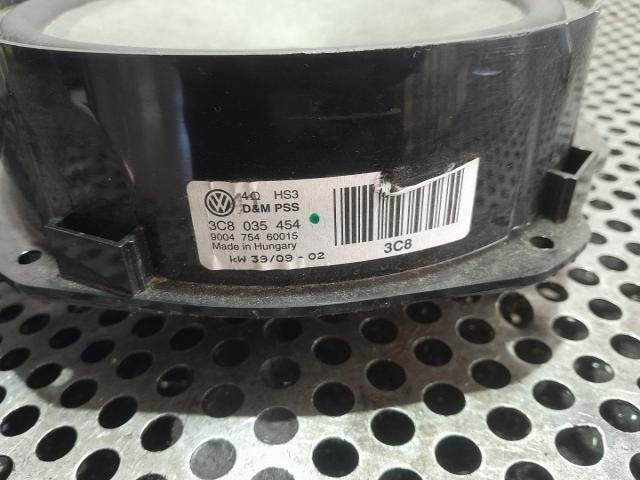 4Ω HS3
D&M PSS
3C8 035 454
9004 754 60015
Made in Hungary
kW 39/09 - 02
3C8